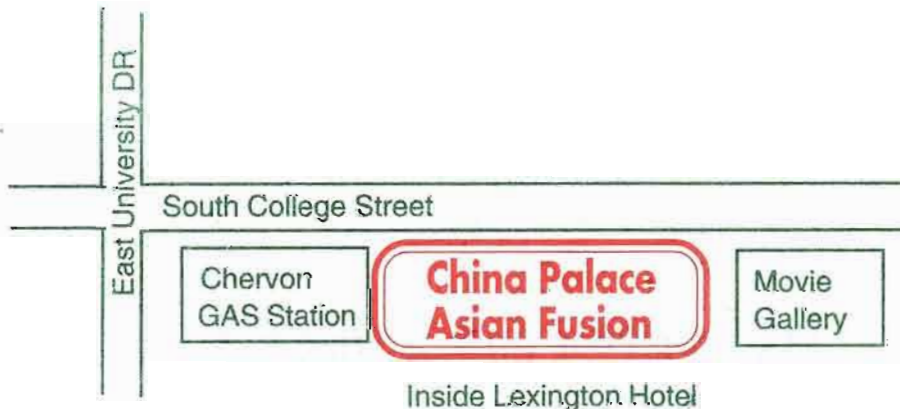 East University DR
South College Street
Chervon
GAS Station
China Palace
Asian Fusion
Movie
Gallery
Inside Lexington Hotel